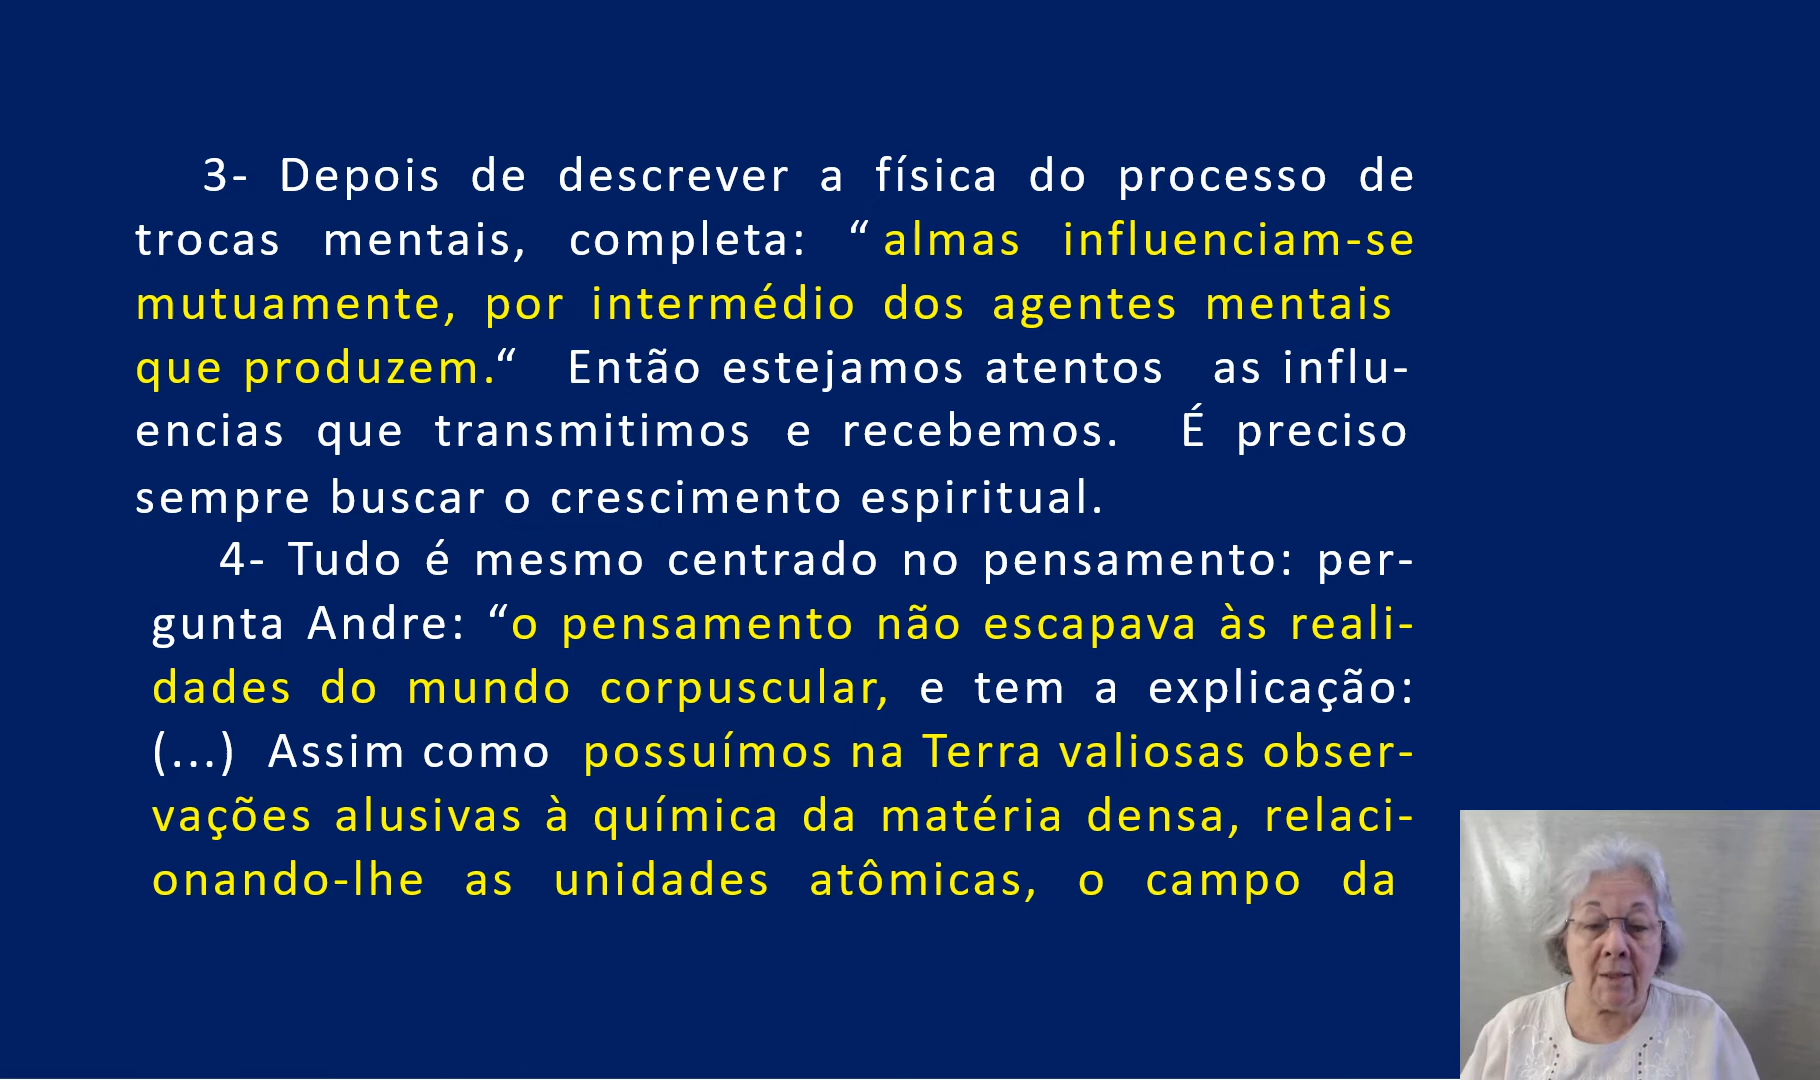 3- Depois de descrever a física do processo de
trocas mentais, completa: “ almas influenciam-se
mutuamente, por intermédio dos agentes mentais
que produzem.“ Então estejamos atentos as influ-
encias que transmitimos e recebemos. É preciso
sempre buscar o crescimento espiritual.
4- Tudo é mesmo centrado no pensamento: per-
gunta Andre: “o pensamento não escapava às reali-
dades do mundo corpuscular, e tem a explicação:
(...) Assim como possuímos na Terra valiosas obser-
vações alusivas à química da matéria densa, relaci-
onando-lhe as unidades atômicas, o campo da